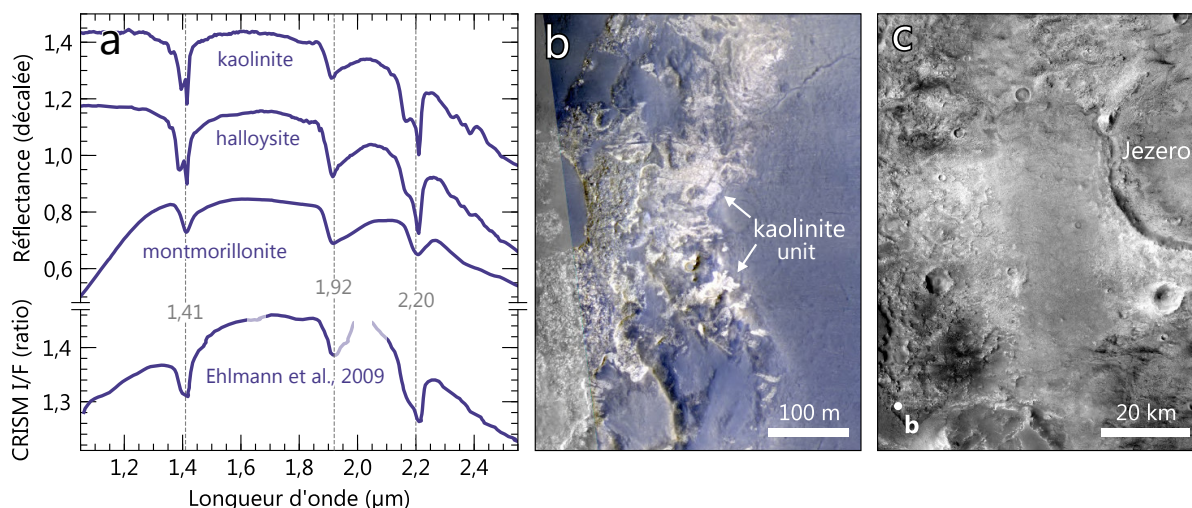 a
kaolinite
halloysite
montmorillonite
1,41
1,92
2,20
Ehlmann et al., 2009
Réflectance (décalée)
1,4
1,2
1,0
0,8
0,6
CRISM I/F (ratio)
1,4
1,3
1,2
1,4
1,6
1,8
2,0
2,2
2,4
Longueur d'onde (µm)
b
kaolinite
unit
100 m
c
Jezero
b
20 km